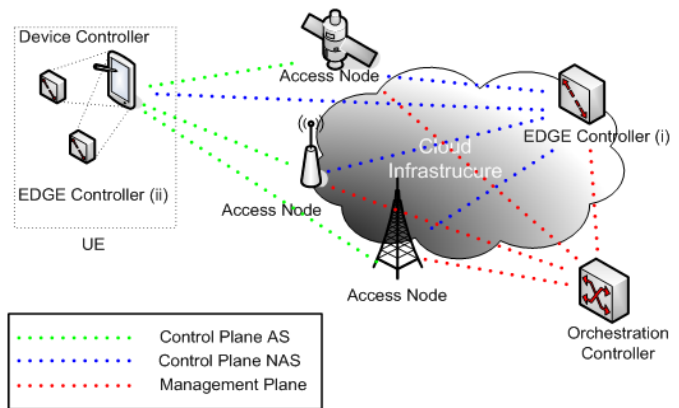 Device Controller
EDGE Controller (ii)
UE
Access Node
Access Node
Access Node
Cloud
Infrastrucure
EDGE Controller (i)
Orchestration
Controller
Control Plane AS
Control Plane NAS
Management Plane